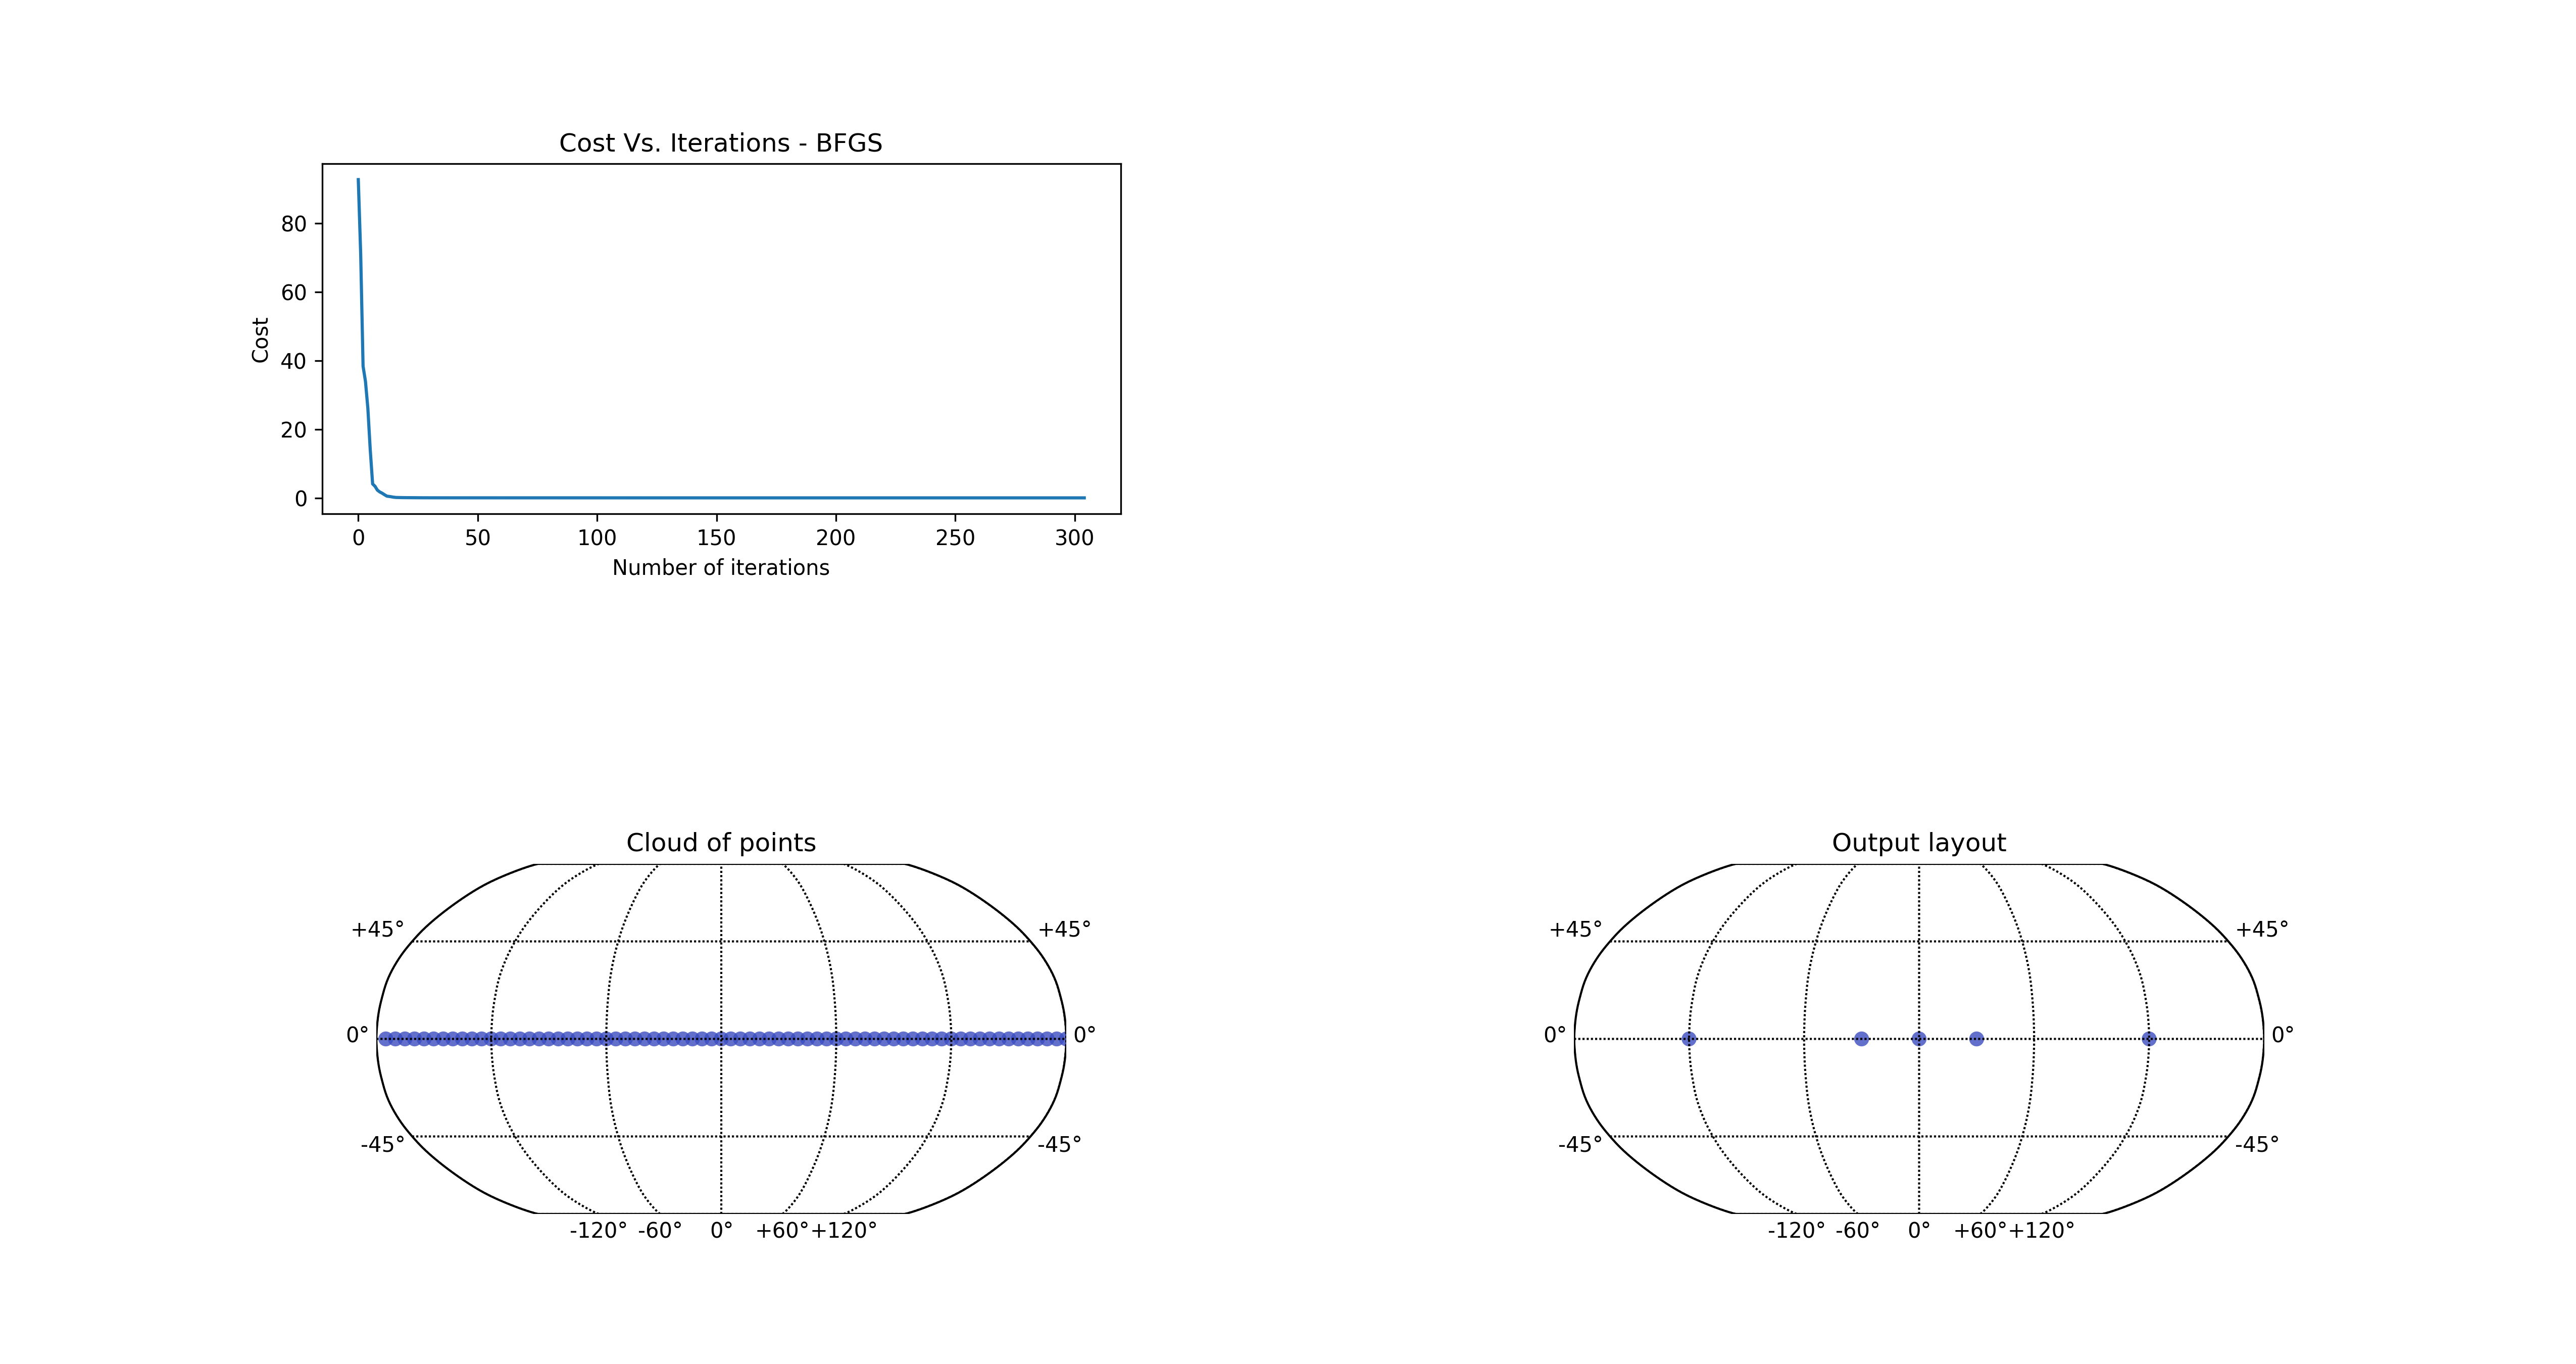 Cost Vs. Iterations - BFGS
Cost
80
60
40
20
0
0 50 100 150 200 250 300
Number of iterations
Cloud of points
+45° +45°
0° 0°
-45° -45°
-120° -60° 0° +60° +120°
Output layout
+45° +45°
0° 0°
-45° -45°
-120° -60° 0° +60° +120°